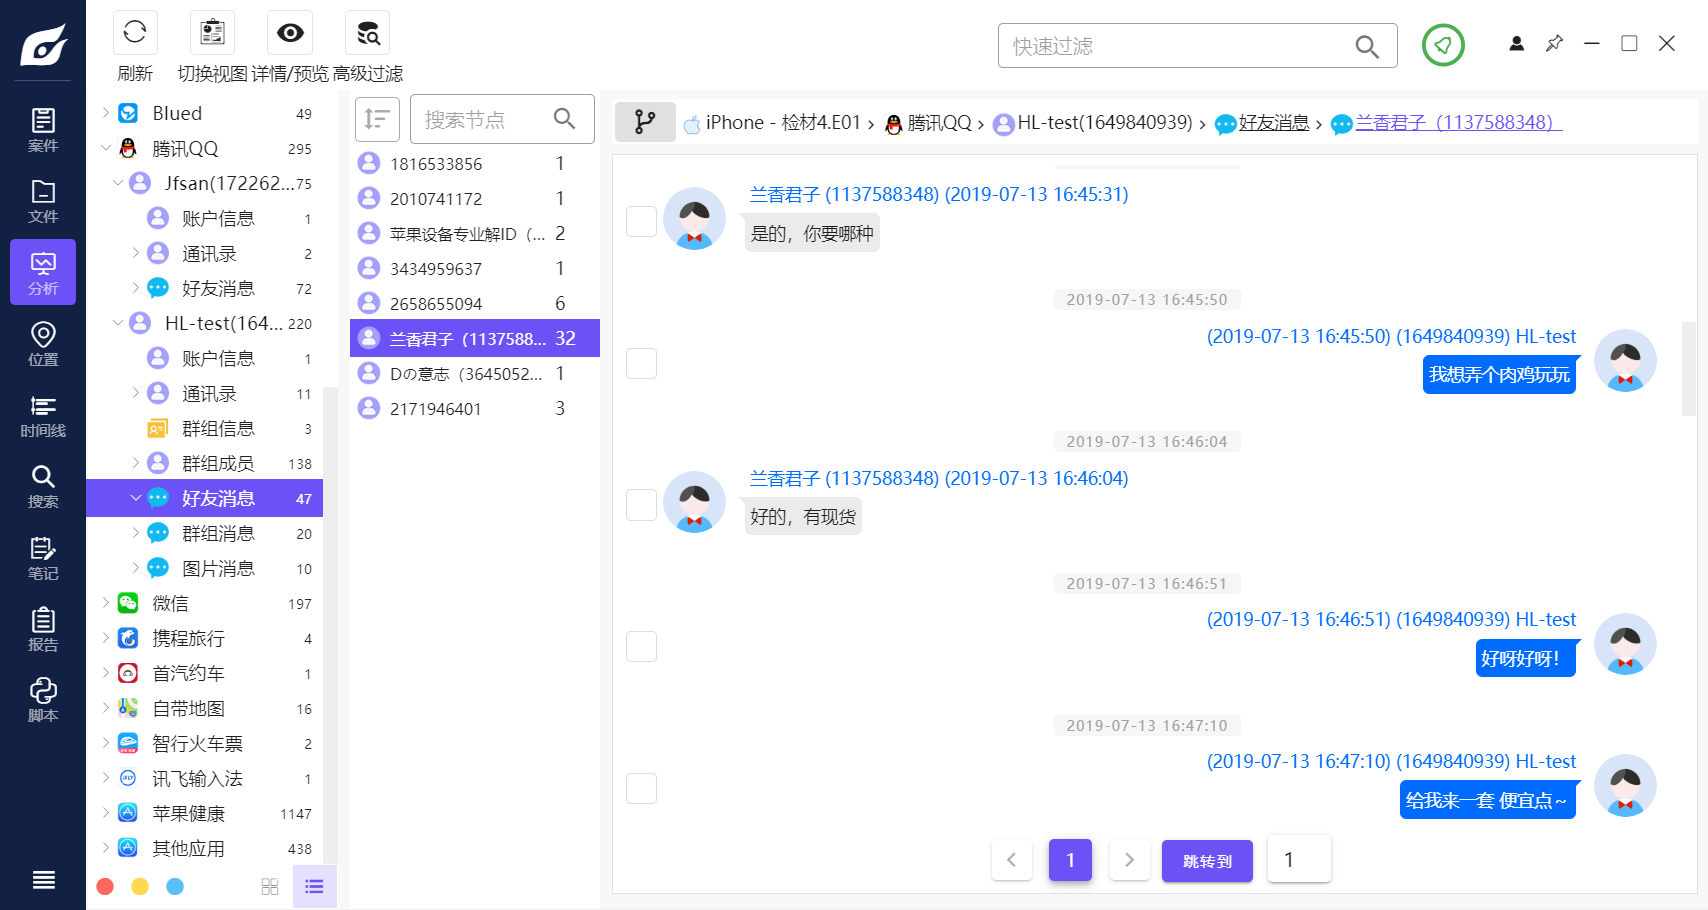 刷新
切换视图
详情/预览
高级过滤
快速过滤
案件
文件
分析
位置
时间线
搜索
笔记
报告
脚本
Blued 49
腾讯QQ 295
Jfsan(172262... 75
账户信息 1
通讯录 2
好友消息 72
HL-test(164... 220
账户信息 1
通讯录 11
群组信息 3
群组成员 138
好友消息 47
群组消息 20
图片消息 10
微信 197
携程旅行 4
首汽约车 1
自带地图 16
智行火车票 2
讯飞输入法 1
苹果健康 1147
其他应用 438
搜索节点
1816533856 1
2010741172 1
苹果设备专业解ID（... 2
3434959637 1
2658655094 6
兰香君子（1137588... 32
Dの意志（3645052... 1
2171946401 3
iPhone - 检材4.E01 › 腾讯QQ › HL-test(1649840939) › 好友消息 › 兰香君子（1137588348）
兰香君子 (1137588348) (2019-07-13 16:45:31)
是的，你要哪种
2019-07-13 16:45:50
(2019-07-13 16:45:50) (1649840939) HL-test
我想弄个肉鸡玩玩
2019-07-13 16:46:04
兰香君子 (1137588348) (2019-07-13 16:46:04)
好的，有现货
2019-07-13 16:46:51
(2019-07-13 16:46:51) (1649840939) HL-test
好呀好呀！
2019-07-13 16:47:10
(2019-07-13 16:47:10) (1649840939) HL-test
给我来一套 便宜点~
1
跳转到
1